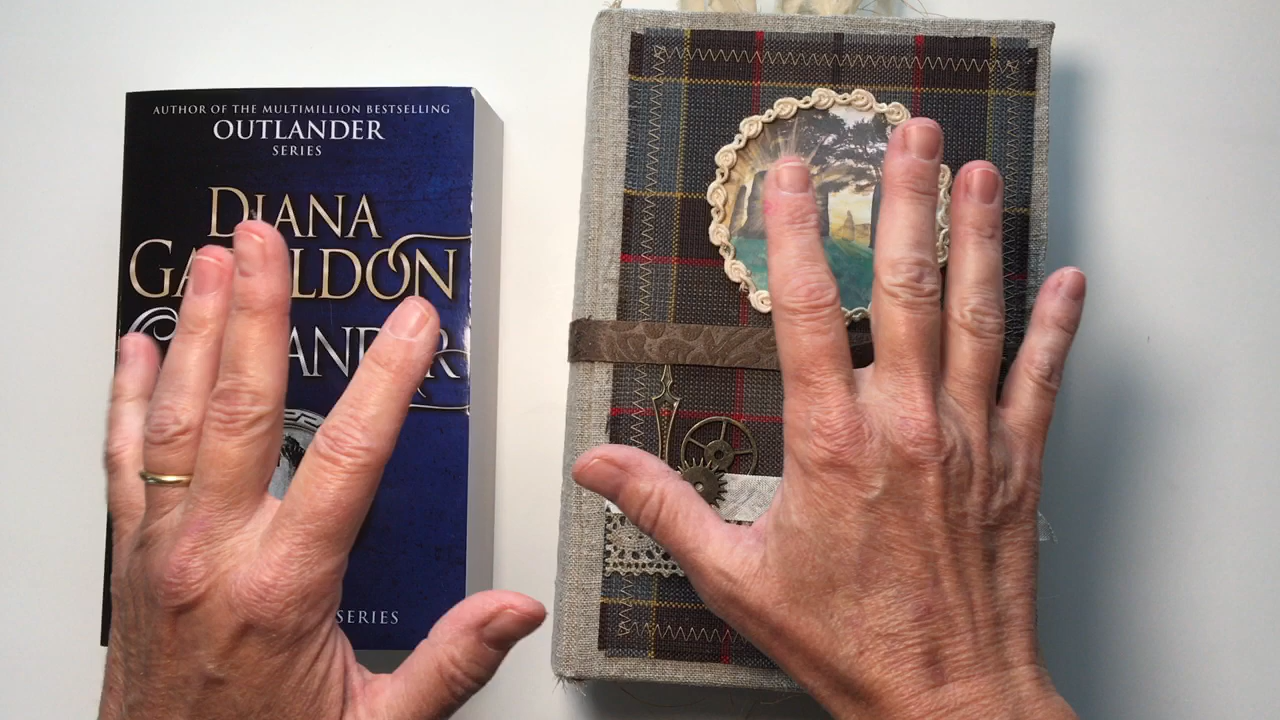 AUTHOR OF THE MULTIMILLION BESTSELLING
OUTLANDER
SERIES
DIANA
SERIES